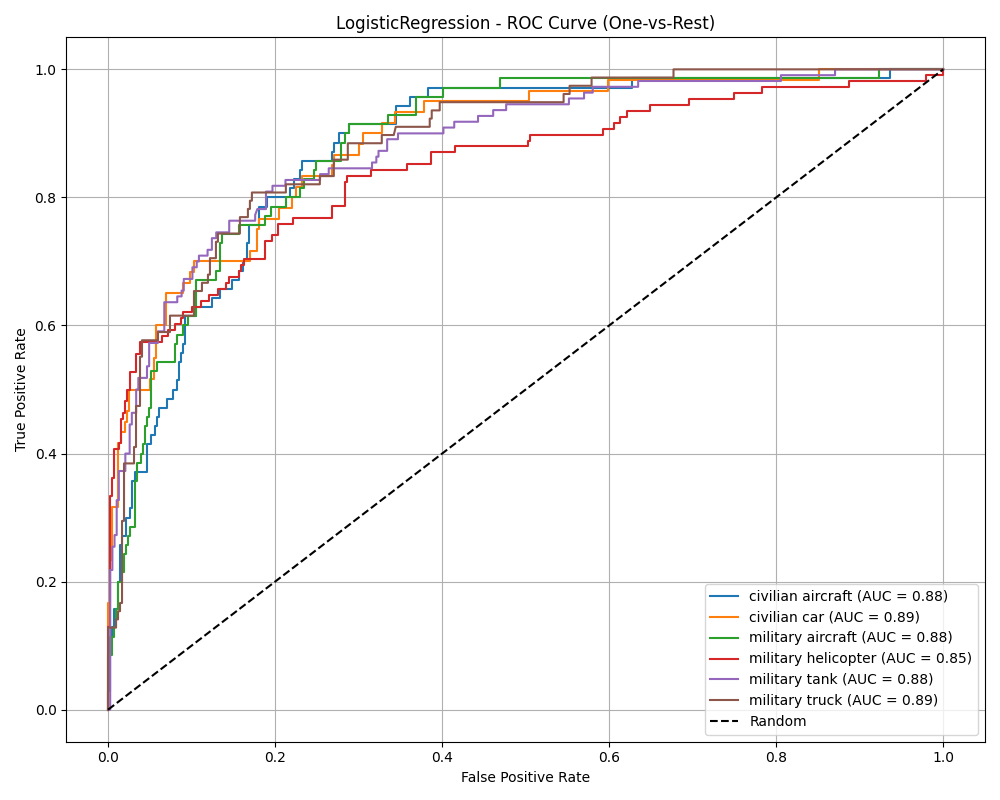 LogisticRegression - ROC Curve (One-vs-Rest)
True Positive Rate
1.0
0.8
0.6
0.4
0.2
0.0
0.0 0.2 0.4 0.6 0.8 1.0
False Positive Rate
civilian aircraft (AUC = 0.88)
civilian car (AUC = 0.89)
military aircraft (AUC = 0.88)
military helicopter (AUC = 0.85)
military tank (AUC = 0.88)
military truck (AUC = 0.89)
Random